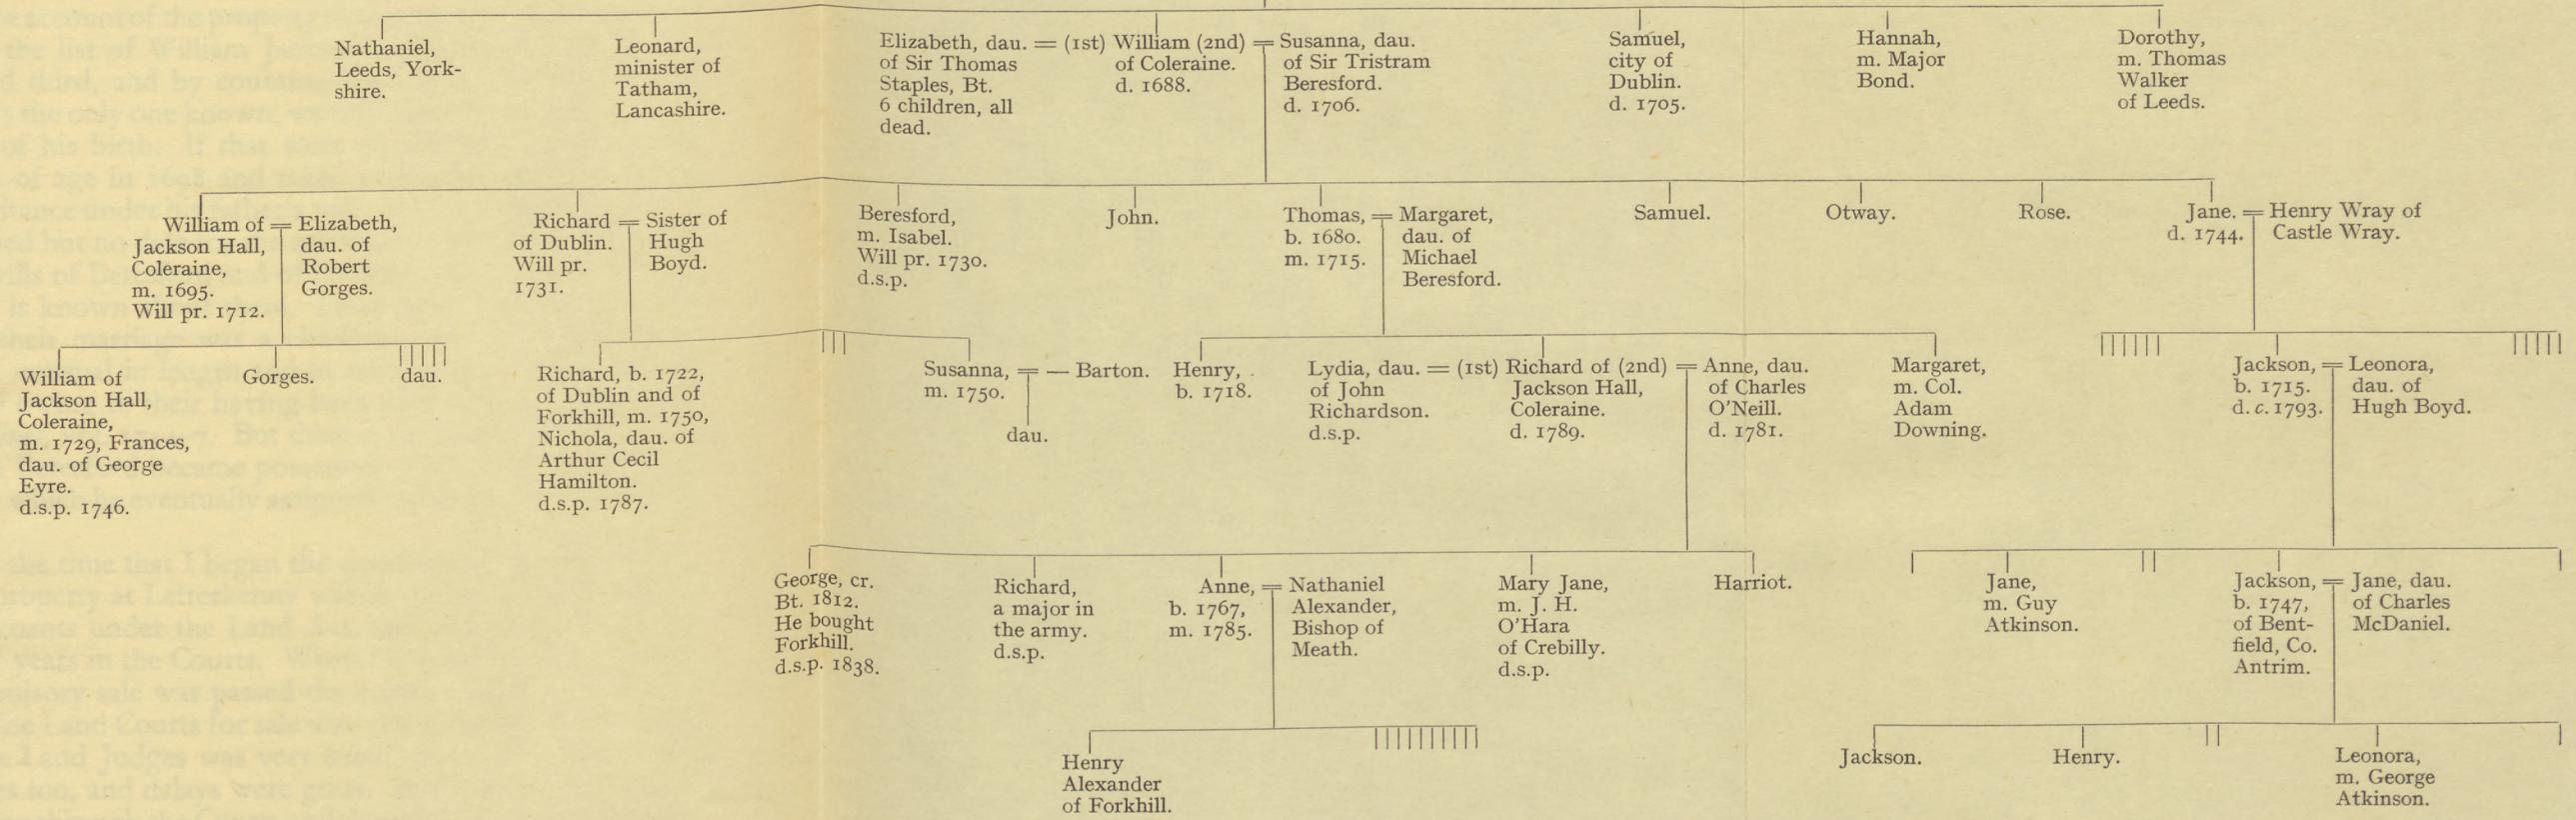 Nathaniel,
Leeds, York-
shire.
Leonard,
minister of
Tatham,
Lancashire.
Elizabeth, dau. = (1st) William (2nd) = Susanna, dau.
of Sir Thomas
Staples, Bt.
6 children, all
dead.
of Coleraine.
d. 1688.
of Sir Tristram
Beresford.
d. 1706.
Samuel,
city of
Dublin.
d. 1705.
Hannah,
m. Major
Bond.
Dorothy,
m. Thomas
Walker
of Leeds.
William of = Elizabeth,
Jackson Hall,
Coleraine,
m. 1695.
Will pr. 1712.
dau. of
Robert
Gorges.
Richard = Sister of
of Dublin.
Will pr.
1731.
Hugh
Boyd.
Beresford,
m. Isabel.
Will pr. 1730.
d.s.p.
John.
Thomas, = Margaret,
b. 1680.
m. 1715.
dau. of
Michael
Beresford.
Samuel.
Otway.
Rose.
Jane. = Henry Wray of
d. 1744.
Castle Wray.
William of
Jackson Hall,
Coleraine,
m. 1729, Frances,
dau. of George
Eyre.
d.s.p. 1746.
Gorges.
dau.
Richard, b. 1722,
of Dublin and of
Forkhill, m. 1750,
Nichola, dau. of
Arthur Cecil
Hamilton.
d.s.p. 1787.
Susanna, = — Barton.
m. 1750.
dau.
Henry,
b. 1718.
Lydia, dau. = (1st) Richard of (2nd) = Anne, dau.
of John
Richardson.
d.s.p.
Jackson Hall,
Coleraine.
d. 1789.
of Charles
O'Neill.
d. 1781.
Margaret,
m. Col.
Adam
Downing.
Jackson, = Leonora,
b. 1715.
d. c. 1793.
dau. of
Hugh Boyd.
George, cr.
Bt. 1812.
He bought
Forkhill.
d.s.p. 1838.
Richard,
a major in
the army.
d.s.p.
Anne, = Nathaniel
b. 1767,
m. 1785.
Alexander,
Bishop of
Meath.
Mary Jane,
m. J. H.
O'Hara
of Crebilly.
d.s.p.
Harriot.
Jane,
m. Guy
Atkinson.
Jackson, = Jane, dau.
b. 1747,
of Bent-
field, Co.
Antrim.
of Charles
McDaniel.
Henry
Alexander
of Forkhill.
Jackson.
Henry.
Leonora,
m. George
Atkinson.